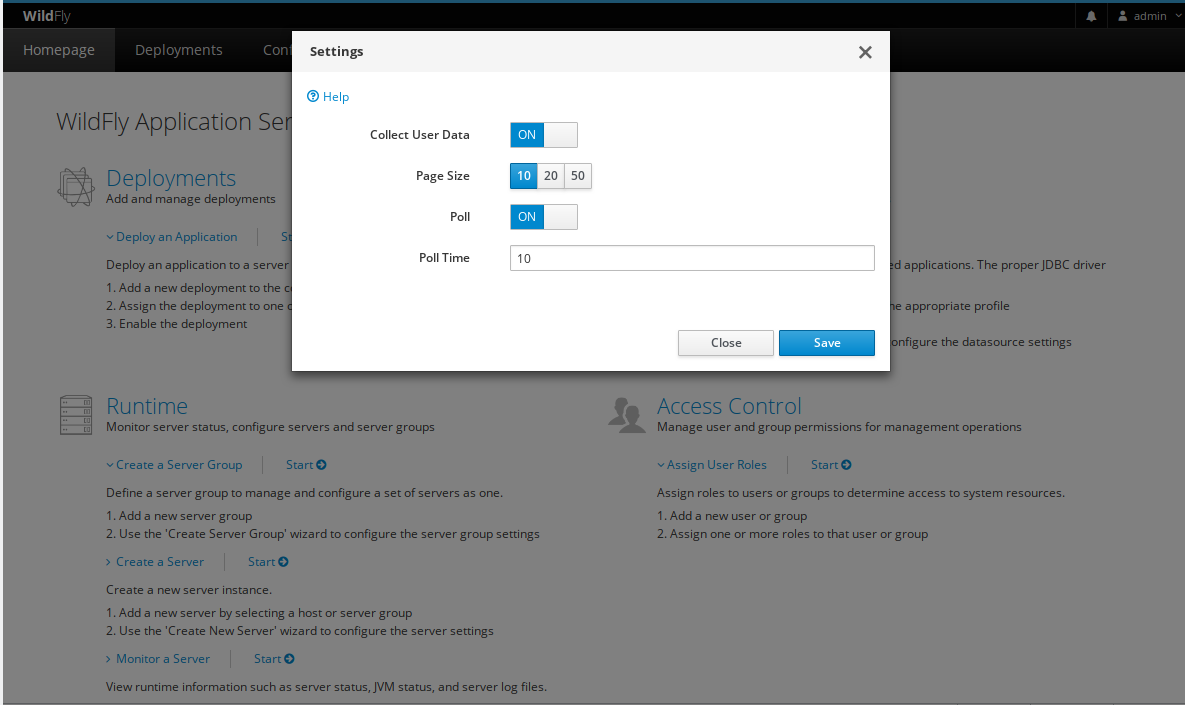 WildFly
admin
Homepage
Deployments
Settings
Help
Collect User Data
ON
Page Size
10 20 50
Poll
ON
Poll Time
10
Close
Save
WildFly Application
Deployments
Add and manage deployments
Deploy an Application
Deploy an application to a server
1. Add a new deployment to the
2. Assign the deployment to one
3. Enable the deployment
applications. The proper JDBC driver
appropriate profile
the datasource settings
Runtime
Monitor server status, configure servers and server groups
Create a Server Group
Start
Define a server group to manage and configure a set of servers as one.
1. Add a new server group
2. Use the 'Create Server Group' wizard to configure the server group settings
Create a Server
Start
Create a new server instance.
1. Add a new server by selecting a host or server group
2. Use the 'Create New Server' wizard to configure the server settings
Monitor a Server
Start
View runtime information such as server status, JVM status, and server log files.
Access Control
Manage user and group permissions for management operations
Assign User Roles
Start
Assign roles to users or groups to determine access to system resources.
1. Add a new user or group
2. Assign one or more roles to that user or group